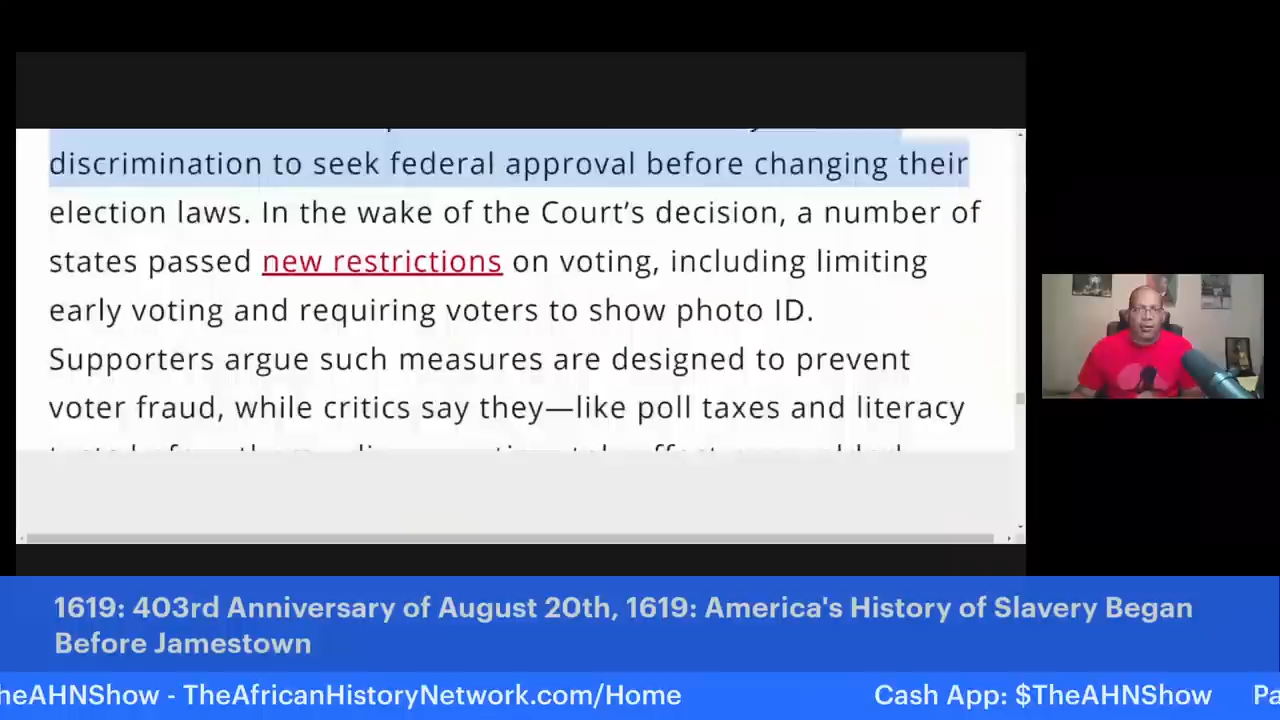 discrimination to seek federal approval before changing their
election laws. In the wake of the Court’s decision, a number of
states passed new restrictions on voting, including limiting
early voting and requiring voters to show photo ID.
Supporters argue such measures are designed to prevent
voter fraud, while critics say they—like poll taxes and literacy
1619: 403rd Anniversary of August 20th, 1619: America's History of Slavery Began
Before Jamestown
heAHNShow - TheAfricanHistoryNetwork.com/Home Cash App: $TheAHNShow Pa